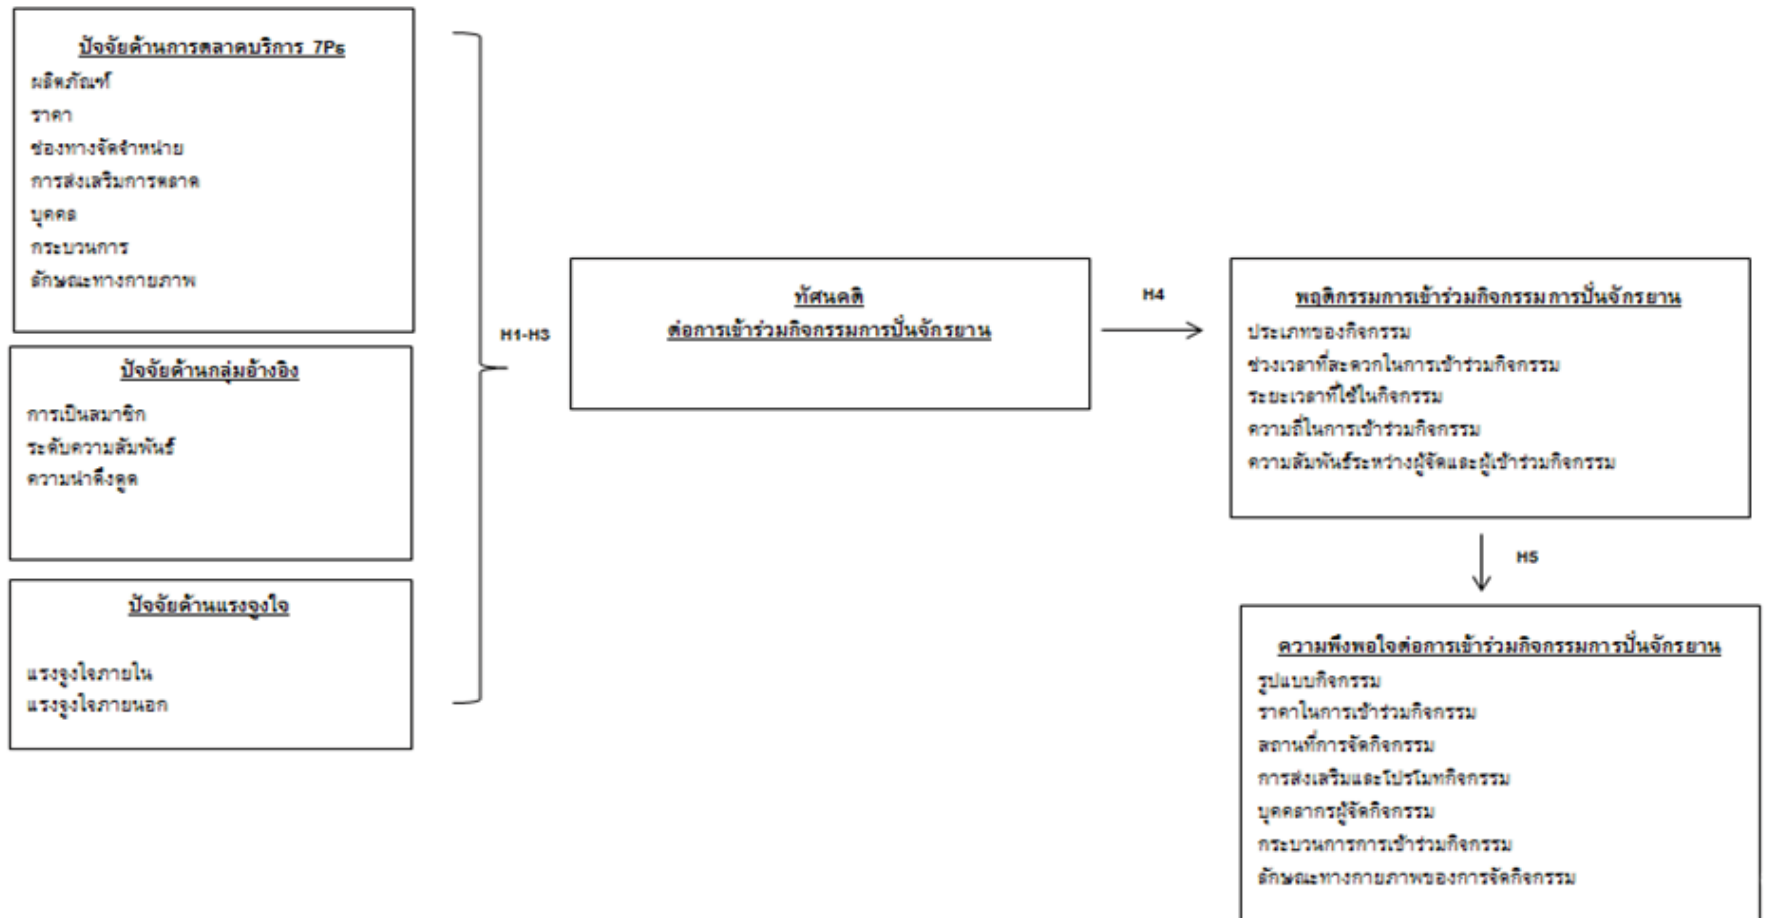 ปัจจัยด้านการตลาดบริการ 7Ps
ผลิตภัณฑ์
ราคา
ช่องทางจัดจำหน่าย
การส่งเสริมการตลาด
บุคคล
กระบวนการ
ลักษณะทางกายภาพ
ปัจจัยด้านกลุ่มอ้างอิง
การเป็นสมาชิก
ระดับความสัมพันธ์
ความน่าดึงดูด
ปัจจัยด้านแรงจูงใจ
แรงจูงใจภายใน
แรงจูงใจภายนอก
H1-H3
ทัศนคติ
ต่อการเข้าร่วมกิจกรรมการปั่นจักรยาน
H4
พฤติกรรมการเข้าร่วมกิจกรรมการปั่นจักรยาน
ประเภทของกิจกรรม
ช่วงเวลาที่สะดวกในการเข้าร่วมกิจกรรม
ระยะเวลาที่ใช้ในกิจกรรม
ความถี่ในการเข้าร่วมกิจกรรม
ความสัมพันธ์ระหว่างผู้จัดและผู้เข้าร่วมกิจกรรม
H5
ความพึงพอใจต่อการเข้าร่วมกิจกรรมการปั่นจักรยาน
รูปแบบกิจกรรม
ราคาในการเข้าร่วมกิจกรรม
สถานที่การจัดกิจกรรม
การส่งเสริมและโปรโมทกิจกรรม
บุคคลากรผู้จัดกิจกรรม
กระบวนการการเข้าร่วมกิจกรรม
ลักษณะทางกายภาพของการจัดกิจกรรม